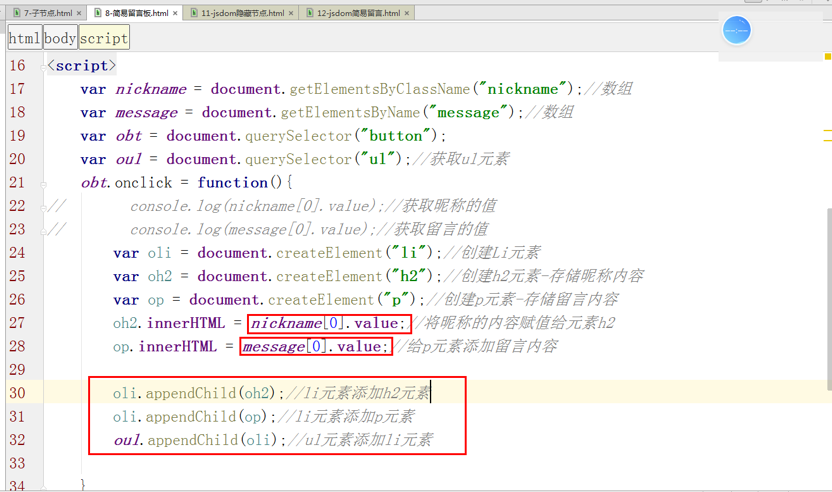 7-子节点.html
8-简易留言板.html
11-jsdom隐藏节点.html
12-jsdom简易留言.html
html body script
16 <script>
17 var nickname = document.getElementsByClassName("nickname");//数组
18 var message = document.getElementsByName("message");//数组
19 var obt = document.querySelector("button");
20 var oul = document.querySelector("ul");//获取ul元素
21 obt.onclick = function(){
22 // console.log(nickname[0].value);//获取昵称的值
23 // console.log(message[0].value);//获取留言的值
24 var oli = document.createElement("li");//创建Li元素
25 var oh2 = document.createElement("h2");//创建h2元素-存储昵称内容
26 var op = document.createElement("p");//创建p元素-存储留言内容
27 oh2.innerHTML = nickname[0].value;//将昵称的内容赋值给元素h2
28 op.innerHTML = message[0].value;//给p元素添加留言内容
29
30 oli.appendChild(oh2);//li元素添加h2元素
31 oli.appendChild(op);//li元素添加p元素
32 oul.appendChild(oli);//ul元素添加li元素
33
34 }